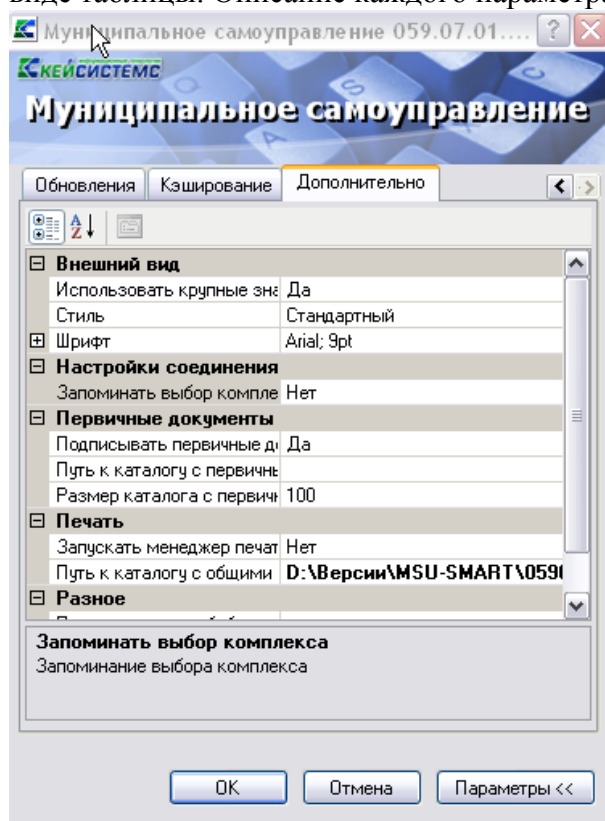 виде таблицы. Описание каждого параметра
Муниципальное самоуправление 059.07.01....
кейсистемс
Муниципальное самоуправление
Обновления Кэширование Дополнительно
Внешний вид
Использовать крупные зна Да
Стиль Стандартный
Шрифт Arial; 9pt
Настройки соединения
Запоминать выбор компле Нет
Первичные документы
Подписывать первичные д Да
Путь к каталогу с первичн
Размер каталога с первичн 100
Печать
Запускать менеджер печат Нет
Путь к каталогу с общими D:\Версии\MSU-SMART\059
Разное
Запоминать выбор комплекса
Запоминание выбора комплекса
ОК Отмена Параметры <<